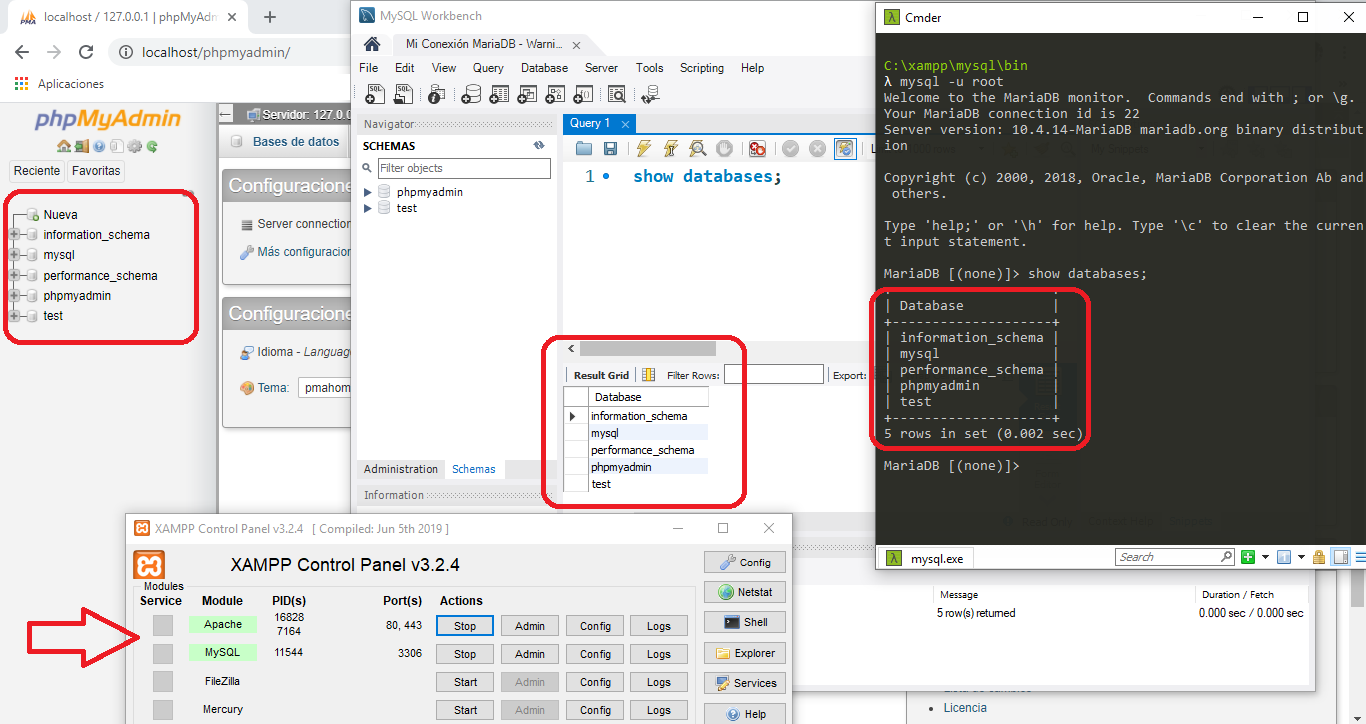 localhost / 127.0.0.1 | phpMyAdm
localhost/phpmyadmin/
Aplicaciones
phpMyAdmin
Reciente
Favoritas
Nueva
information_schema
mysql
performance_schema
phpmyadmin
test
Servidor: 127.0.0
Bases de datos
Configuracione
Server connection
Más configuracion
Configuracione
Idioma - Languag
Tema:
pmahom
MySQL Workbench
Mi Conexión MariaDB - Warni...
File Edit View Query Database Server Tools Scripting Help
Navigator
SCHEMAS
Filter objects
phpmyadmin
test
Administration Schemas
Information
Query 1
1 show databases;
Result Grid Filter Rows: Export:
Database
information_schema
mysql
performance_schema
phpmyadmin
test
Message
Duration / Fetch
5 row(s) returned
0.000 sec / 0.000 sec
Licencia
Cmder
C:\xampp\mysql\bin
λ mysql -u root
Welcome to the MariaDB monitor.  Commands end with ; or \g.
Your MariaDB connection id is 22
Server version: 10.4.14-MariaDB mariadb.org binary distribut
ion
Copyright (c) 2000, 2018, Oracle, MariaDB Corporation Ab and
 others.
Type 'help;' or '\h' for help. Type '\c' to clear the curren
t input statement.
MariaDB [(none)]> show databases;
| Database           |
+--------------------+
| information_schema |
| mysql              |
| performance_schema |
| phpmyadmin         |
| test               |
+--------------------+
5 rows in set (0.002 sec)
MariaDB [(none)]>
mysql.exe
Search
XAMPP Control Panel v3.2.4   [ Compiled: Jun 5th 2019 ]
XAMPP Control Panel v3.2.4
Modules
Service Module PID(s) Port(s) Actions
Apache 16828
7164 80, 443 Stop Admin Config Logs
MySQL 11544 3306 Stop Admin Config Logs
FileZilla Start Admin Config Logs
Mercury Start Admin Config Logs
Config
Netstat
Shell
Explorer
Services
Help